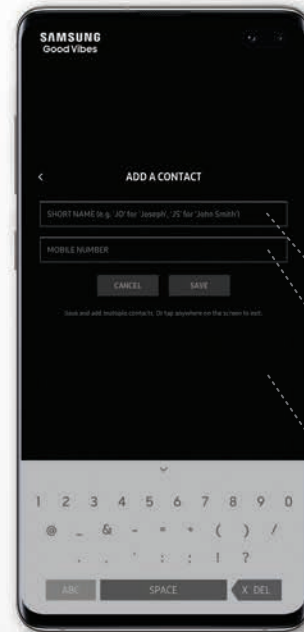 SAMSUNG
Good Vibes
ADD A CONTACT
SHORT NAME (e.g. 'JO' for 'Joseph', 'JS' for 'John Smith')
MOBILE NUMBER
CANCEL SAVE
Save and add multiple contacts. Or tap anywhere on the screen to exit.
1 2 3 4 5 6 7 8 9 0
@ _ & - = + ( ) /
, . ' : ; ! ?
ABC SPACE X DEL